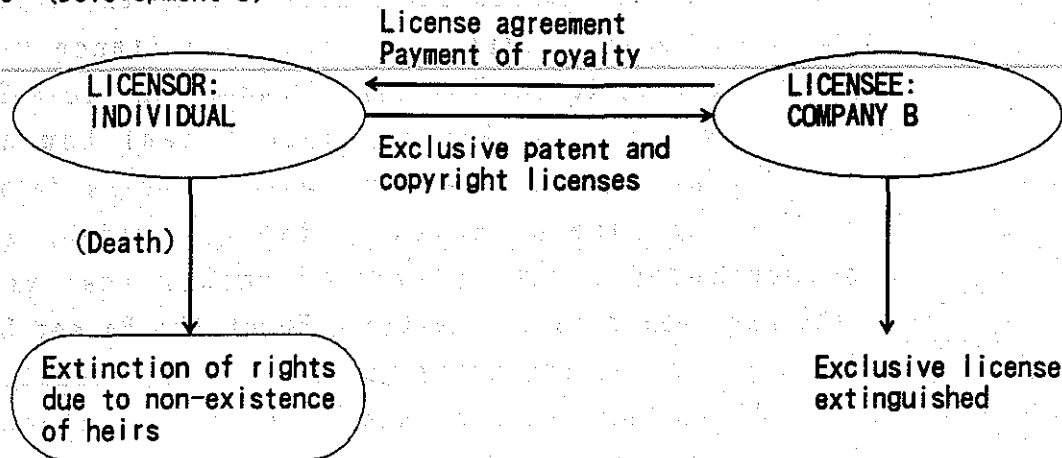 License agreement
Payment of royalty
LICENSOR:
INDIVIDUAL
LICENSEE:
COMPANY B
Exclusive patent and
copyright licenses
(Death)
Extinction of rights
due to non-existence
of heirs
Exclusive license
extinguished